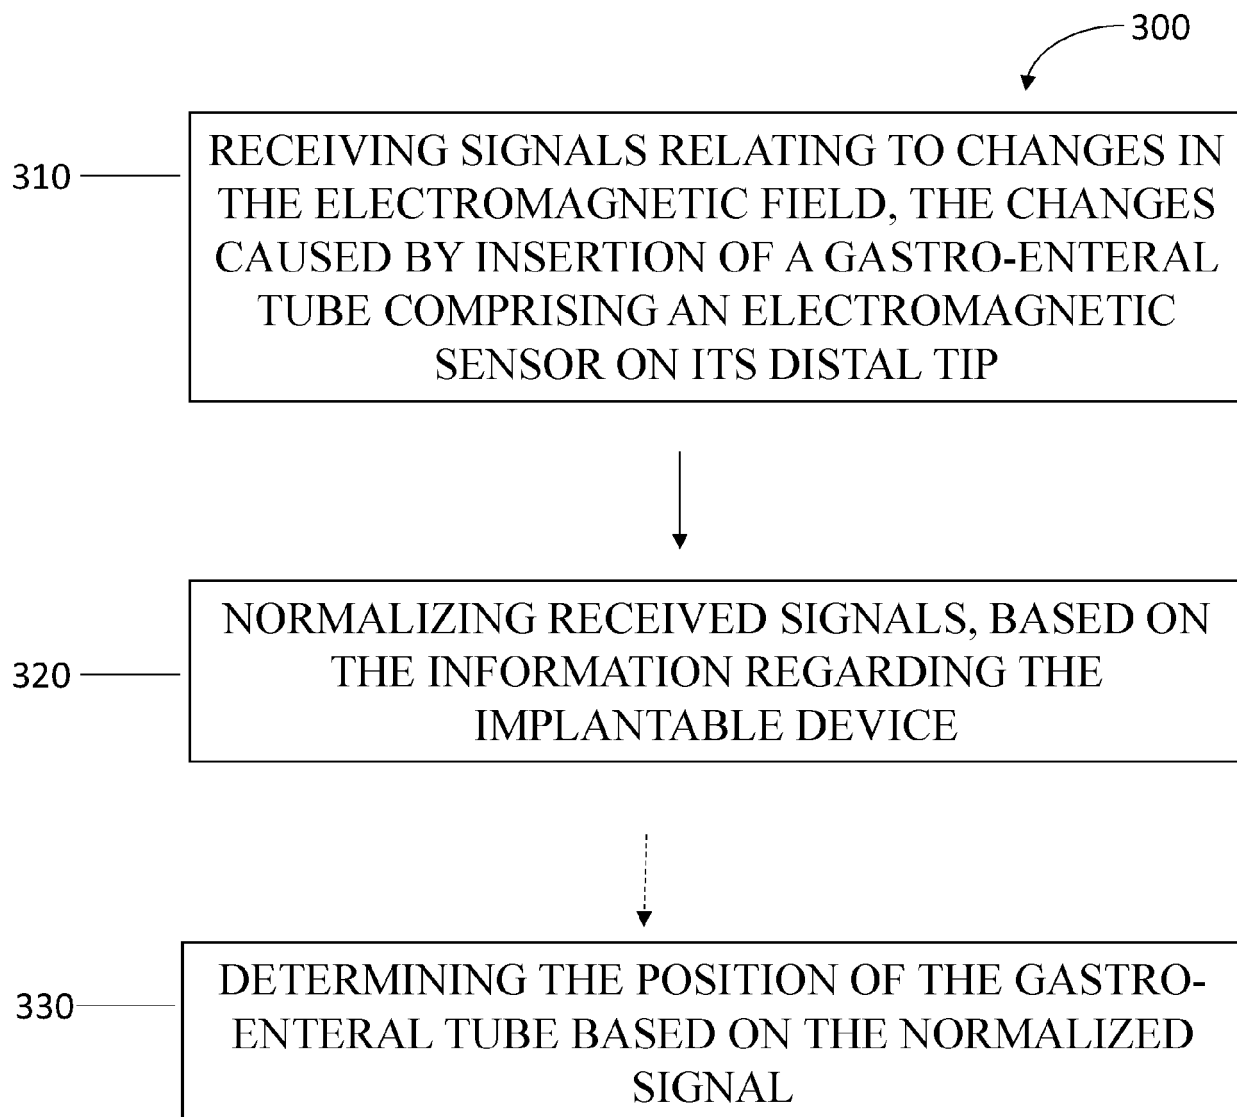 300
310
RECEIVING SIGNALS RELATING TO CHANGES IN
THE ELECTROMAGNETIC FIELD, THE CHANGES
CAUSED BY INSERTION OF A GASTRO-ENTERAL
TUBE COMPRISING AN ELECTROMAGNETIC
SENSOR ON ITS DISTAL TIP
320
NORMALIZING RECEIVED SIGNALS, BASED ON
THE INFORMATION REGARDING THE
IMPLANTABLE DEVICE
330
DETERMINING THE POSITION OF THE GASTRO-
ENTERAL TUBE BASED ON THE NORMALIZED
SIGNAL